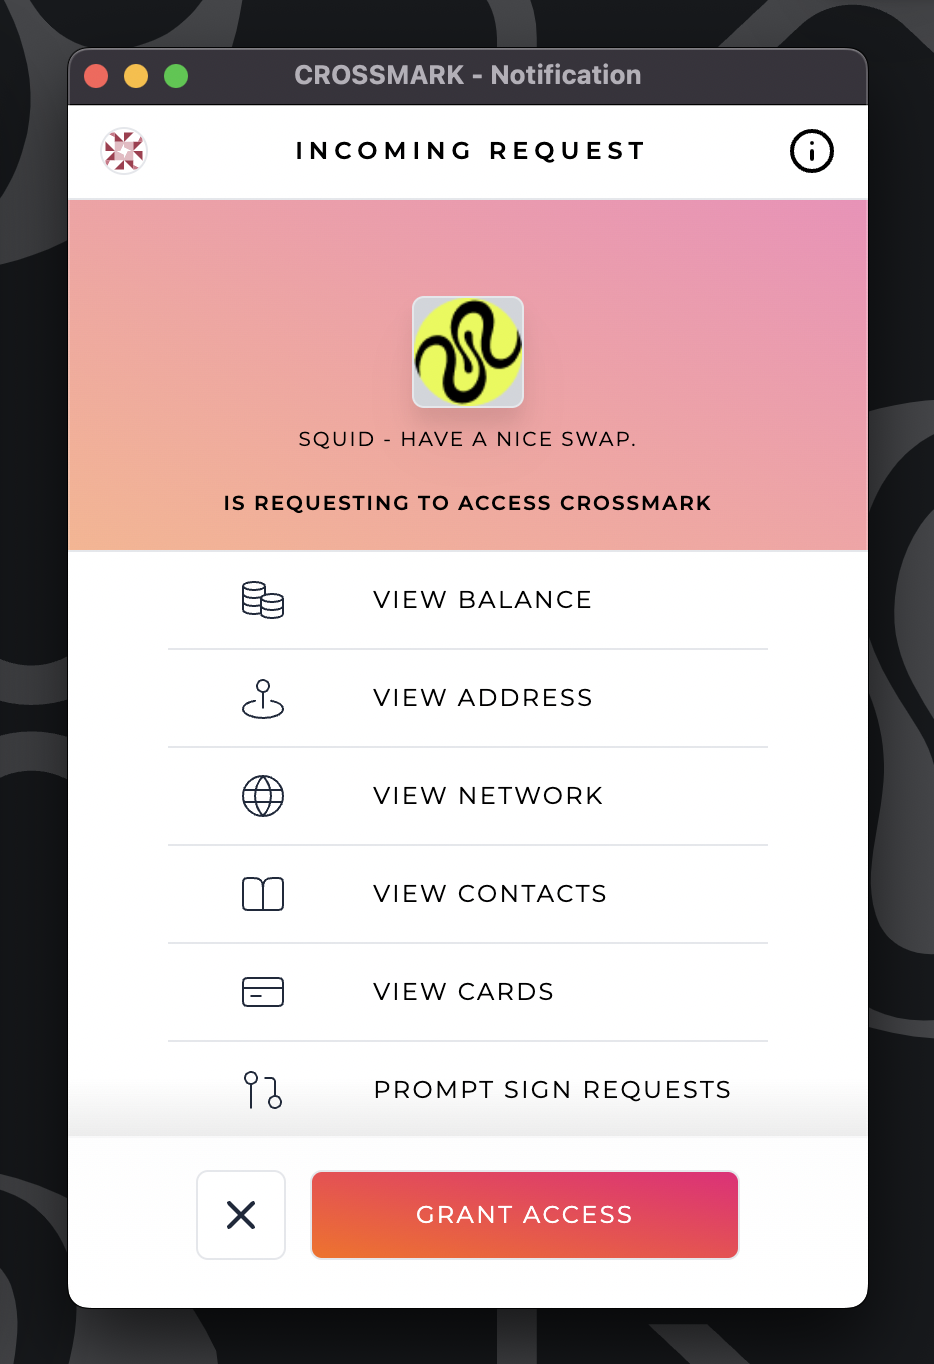 CROSSMARK - Notification
INCOMING REQUEST
SQUID - HAVE A NICE SWAP.
IS REQUESTING TO ACCESS CROSSMARK
VIEW BALANCE
VIEW ADDRESS
VIEW NETWORK
VIEW CONTACTS
VIEW CARDS
PROMPT SIGN REQUESTS
GRANT ACCESS